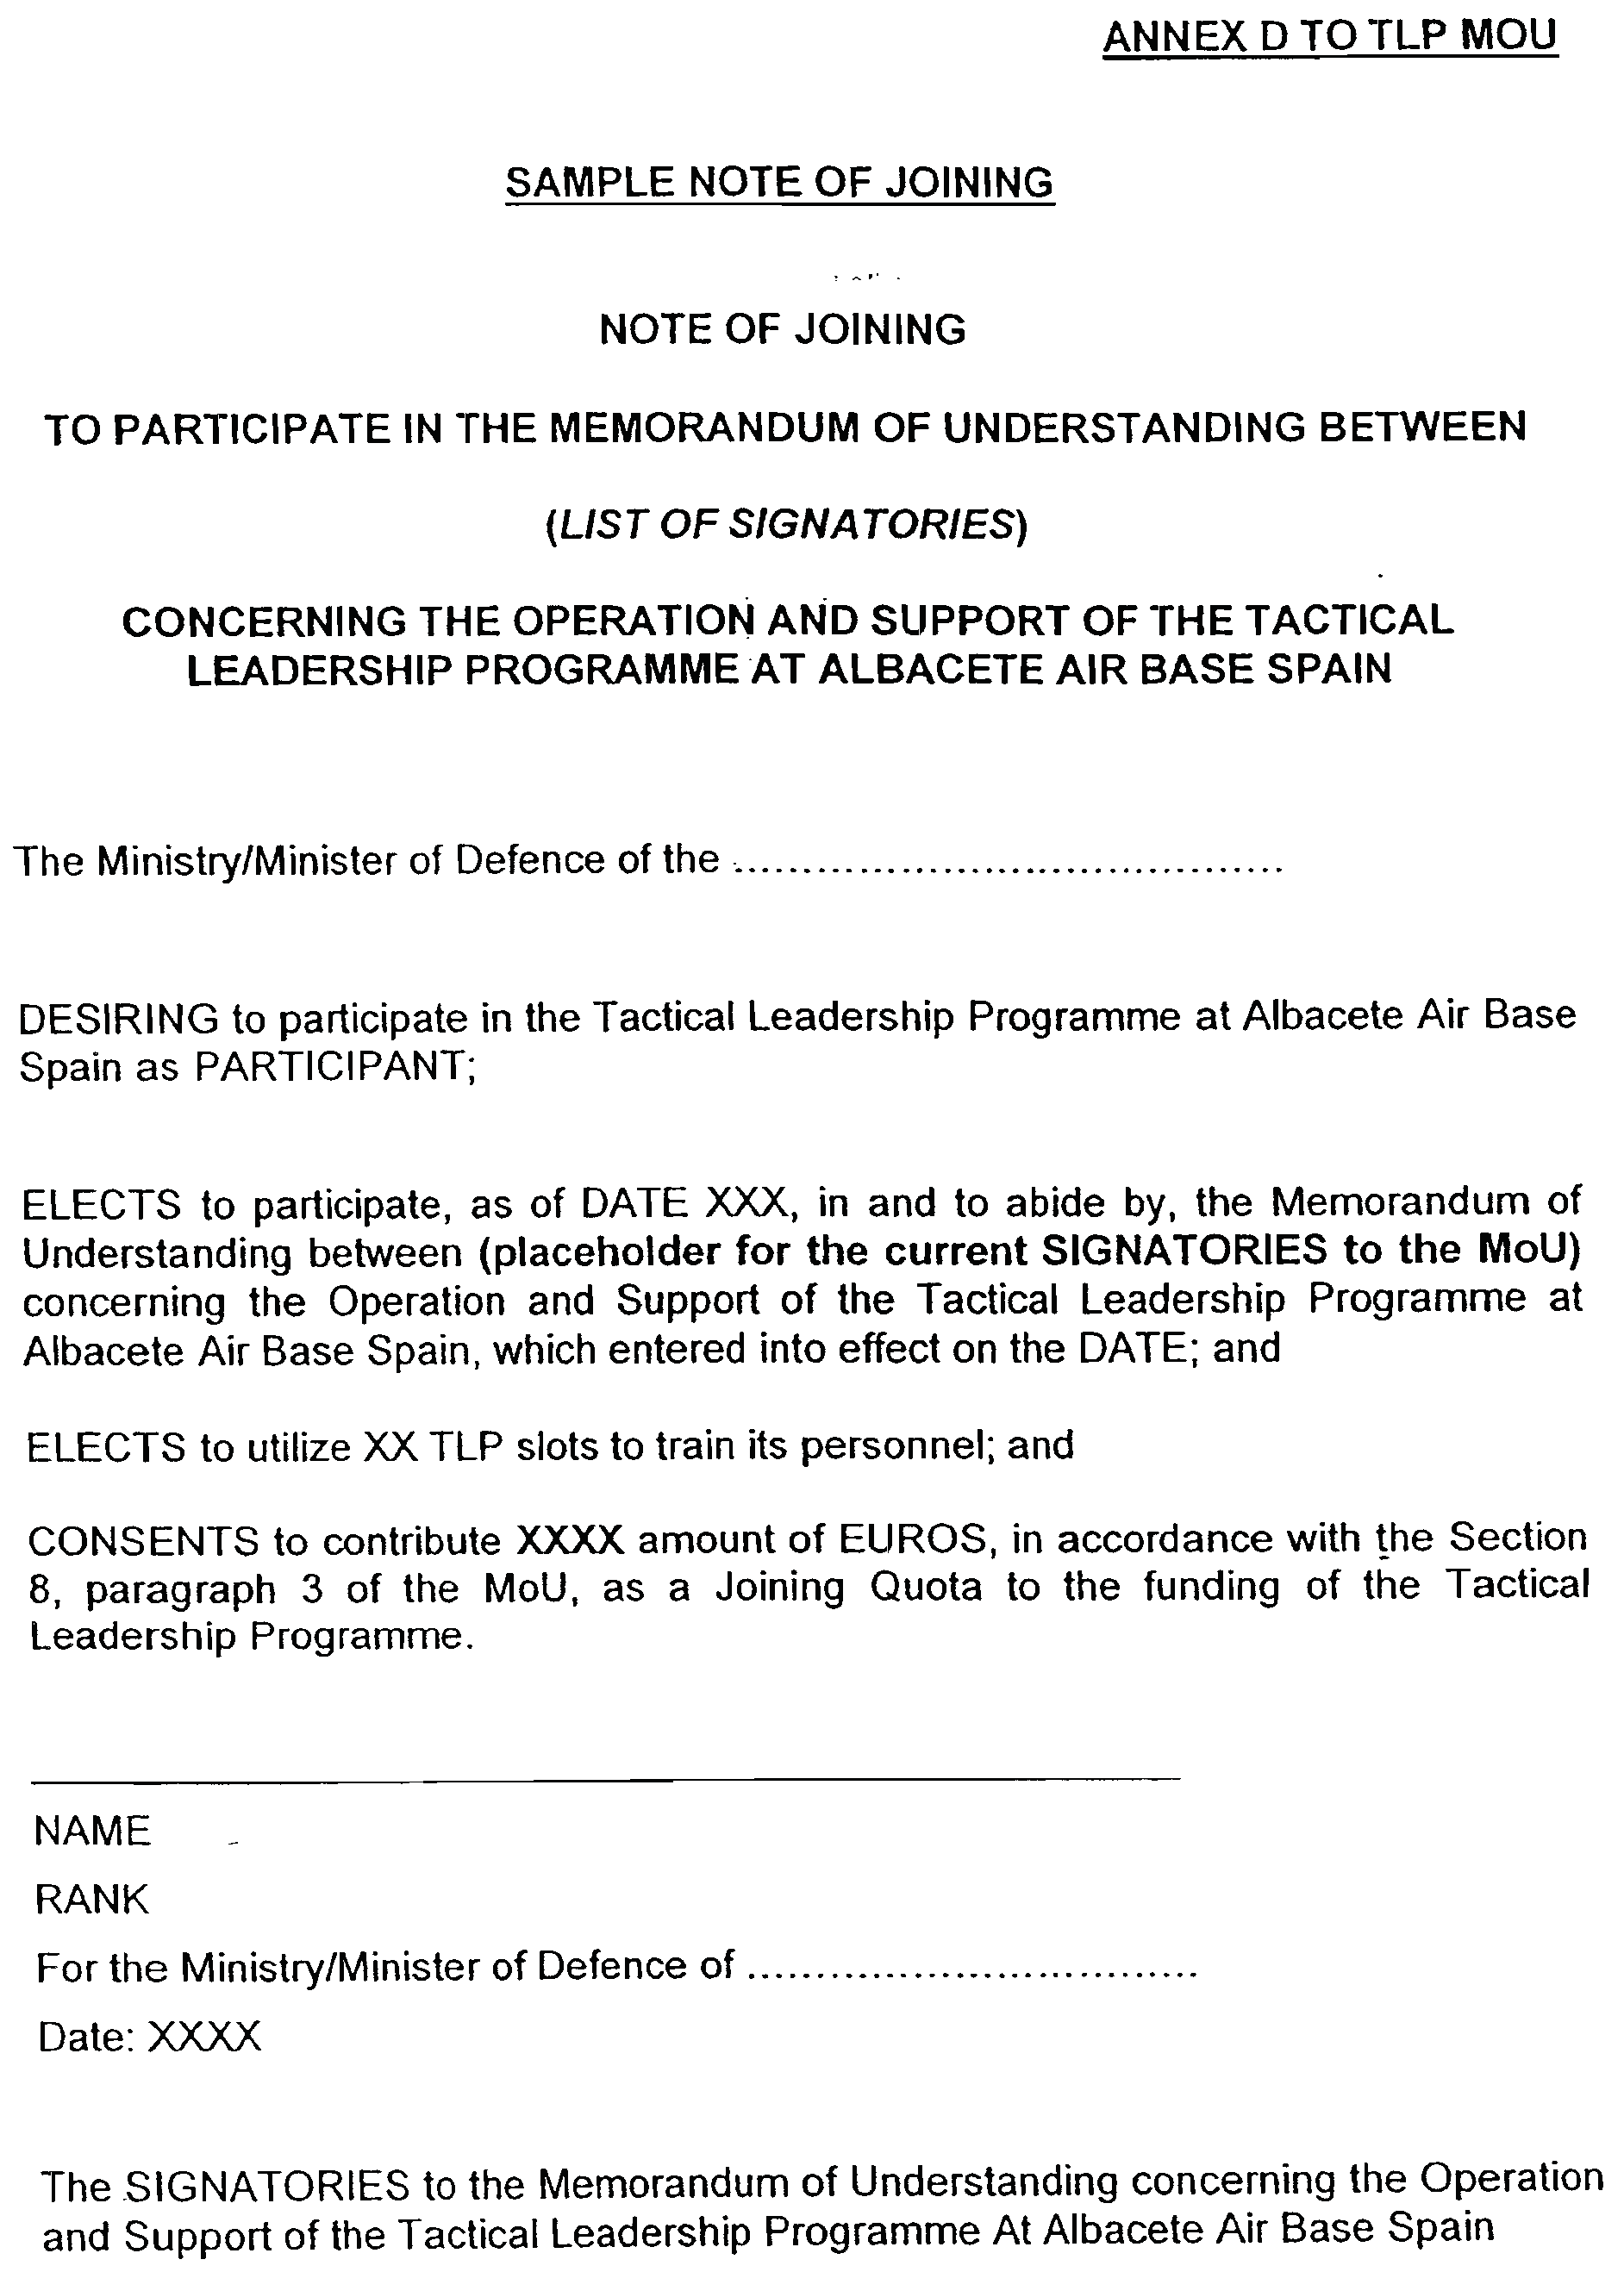 ANNEX D TO TLP MOU
SAMPLE NOTE OF JOINING
NOTE OF JOINING
TO PARTICIPATE IN THE MEMORANDUM OF UNDERSTANDING BETWEEN
(LIST OF SIGNATORIES)
CONCERNING THE OPERATION AND SUPPORT OF THE TACTICAL
LEADERSHIP PROGRAMME AT ALBACETE AIR BASE SPAIN
The Ministry/Minister of Defence of the ........................................
DESIRING to participate in the Tactical Leadership Programme at Albacete Air Base
Spain as PARTICIPANT;
ELECTS to participate, as of DATE XXX, in and to abide by, the Memorandum of
Understanding between (placeholder for the current SIGNATORIES to the MoU)
concerning the Operation and Support of the Tactical Leadership Programme at
Albacete Air Base Spain, which entered into effect on the DATE; and
ELECTS to utilize XX TLP slots to train its personnel; and
CONSENTS to contribute XXXX amount of EUROS, in accordance with the Section
8, paragraph 3 of the MoU, as a Joining Quota to the funding of the Tactical
Leadership Programme.
NAME
RANK
For the Ministry/Minister of Defence of .................................
Date: XXXX
The SIGNATORIES to the Memorandum of Understanding concerning the Operation
and Support of the Tactical Leadership Programme At Albacete Air Base Spain